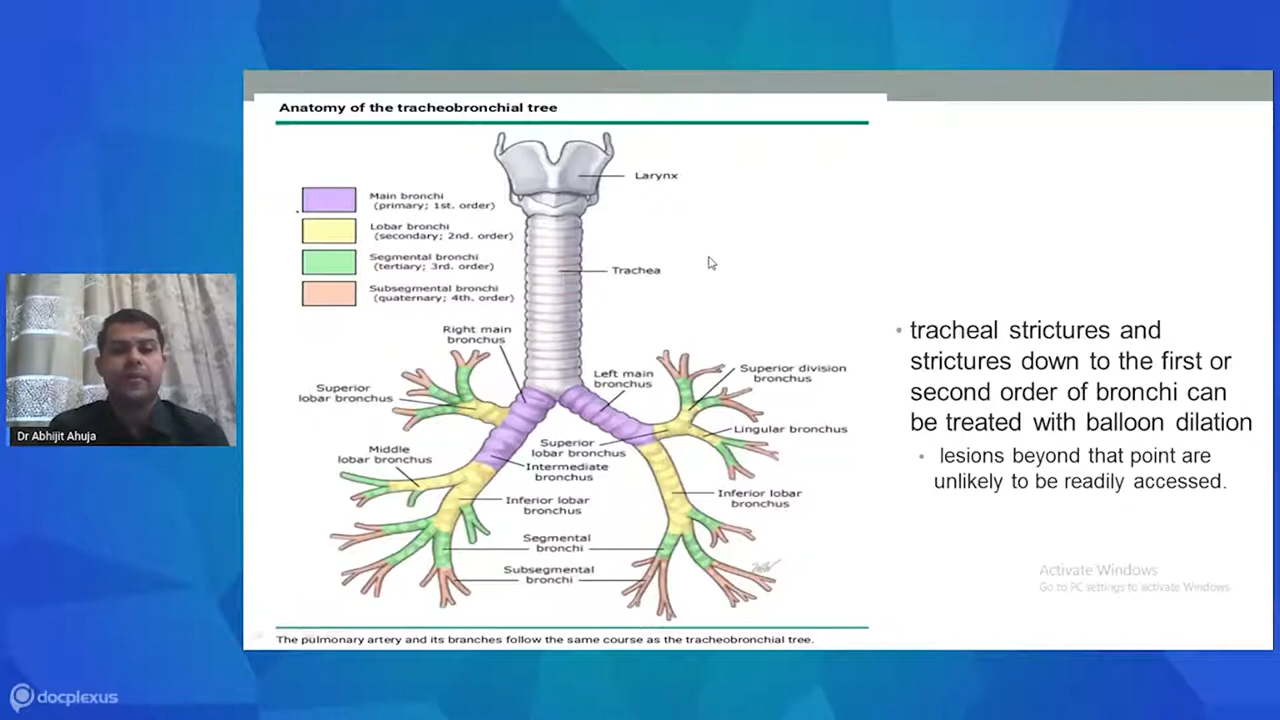 Anatomy of the tracheobronchial tree
Larynx
Main bronchi
(primary; 1st. order)
Lobar bronchi
(secondary; 2nd. order)
Segmental bronchi
(tertiary; 3rd. order)
Subsegmental bronchi
(quaternary; 4th. order)
Trachea
Right main
bronchus
Left main
bronchus
Superior division
bronchus
Superior
lobar bronchus
Lingular bronchus
Superior
lobar bronchus
Middle
lobar bronchus
Intermediate
bronchus
Inferior lobar
bronchus
Inferior lobar
bronchus
Segmental
bronchi
Subsegmental
bronchi
The pulmonary artery and its branches follow the same course as the tracheobronchial tree.
• tracheal strictures and
strictures down to the first or
second order of bronchi can
be treated with balloon dilation
• lesions beyond that point are
unlikely to be readily accessed.
Activate Windows
Go to PC settings to activate Windows.
Dr Abhijit Ahuja
docplexus